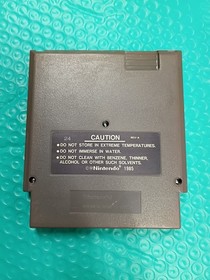 24 CAUTION REV-A
•DO NOT STORE IN EXTREME TEMPERATURES.
•DO NOT IMMERSE IN WATER.
•DO NOT CLEAN WITH BENZENE, THINNER,
ALCOHOL OR OTHER SUCH SOLVENTS.
©Nintendo® 1985